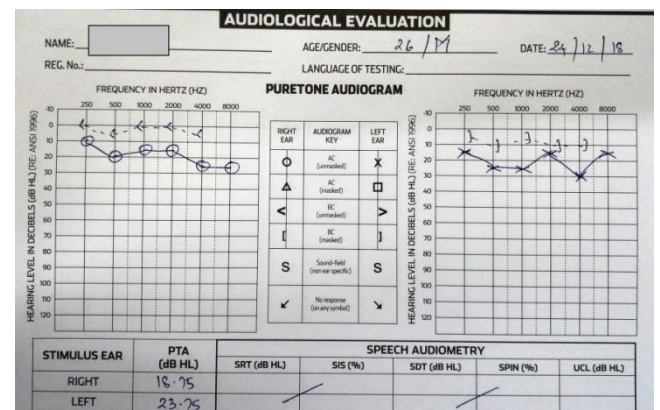 AUDIOLOGICAL EVALUATION
NAME: AGE/GENDER: 26 / M DATE: 24 / 12 / 18
REG. No.: LANGUAGE OF TESTING:
PURETONE AUDIOGRAM
FREQUENCY IN HERTZ (HZ)
250 500 1000 2000 4000 8000
HEARING LEVEL IN DECIBELS (dB HL) (RE: ANSI 1996)
-10
0
10
20
30
40
50
60
70
80
90
100
110
120
RIGHT EAR AUDIOGRAM KEY LEFT EAR
AC (unmasked)
AC (masked)
< BC (unmasked) >
[ BC (masked) ]
S Sound-field (non ear specific) S
No response (on any symbol)
FREQUENCY IN HERTZ (HZ)
250 500 1000 2000 4000 8000
HEARING LEVEL IN DECIBELS (dB HL) (RE: ANSI 1996)
-10
0
10
20
30
40
50
60
70
80
90
100
110
120
STIMULUS EAR PTA (dB HL) SPEECH AUDIOMETRY
SRT (dB HL) SIS (%) SDT (dB HL) SPIN (%) UCL (dB HL)
RIGHT 18.75
LEFT 23.75